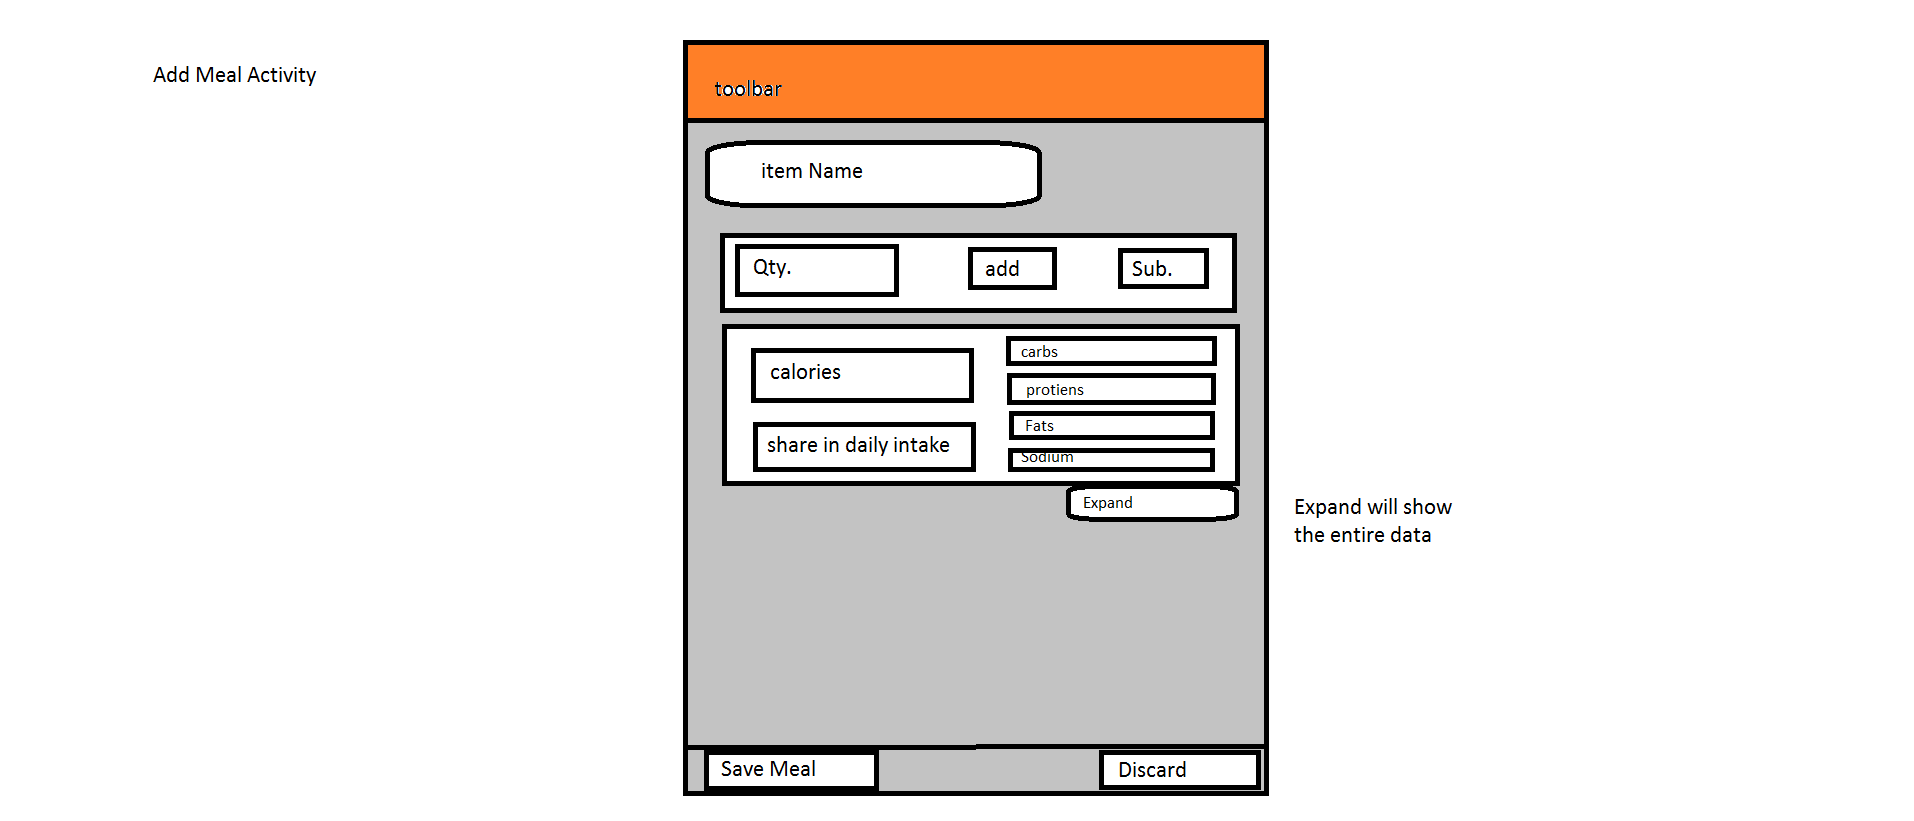 Add Meal Activity
toolbar
item Name
Qty.
add
Sub.
calories
share in daily intake
carbs
protiens
Fats
Sodium
Expand
Expand will show
the entire data
Save Meal
Discard